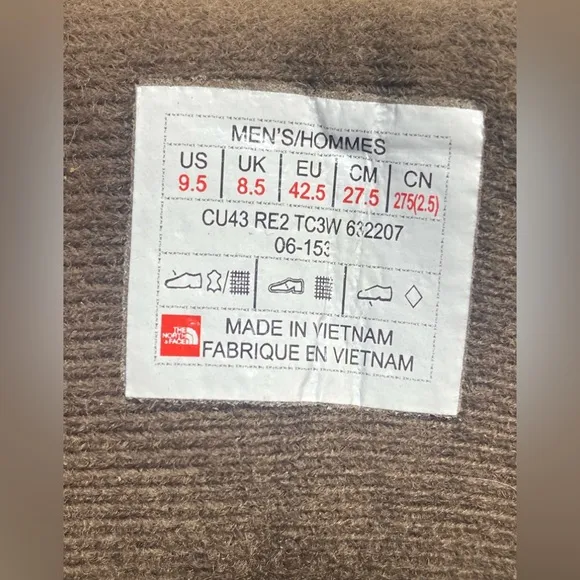 MEN'S/HOMMES
US UK EU CM CN
9.5 8.5 42.5 27.5 275(2.5)
CU43 RE2 TC3W 632207
06-153
THE
NORTH
FACE
MADE IN VIETNAM
FABRIQUE EN VIETNAM